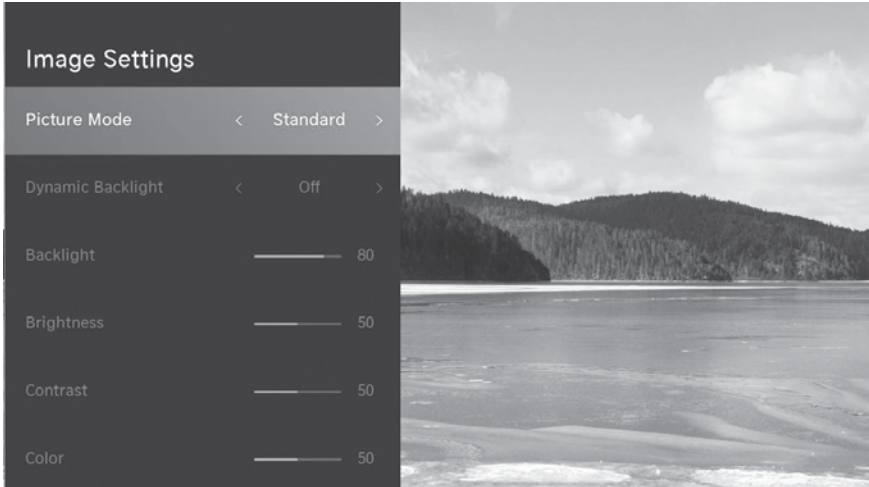 Image Settings
Picture Mode < Standard >
Dynamic Backlight < Off >
Backlight 80
Brightness 50
Contrast 50
Color 50